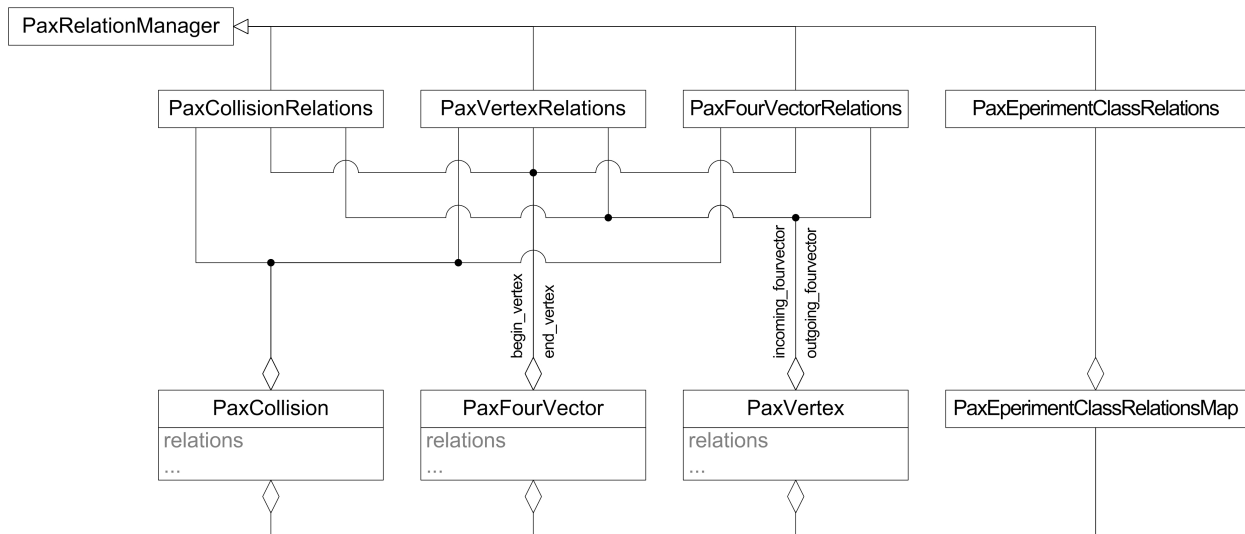 PaxRelationManager
PaxCollisionRelations
PaxVertexRelations
PaxFourVectorRelations
PaxEperimentClassRelations
begin_vertex
end_vertex
incoming_fourvector
outgoing_fourvector
PaxCollision
relations
...
PaxFourVector
relations
...
PaxVertex
relations
...
PaxEperimentClassRelationsMap